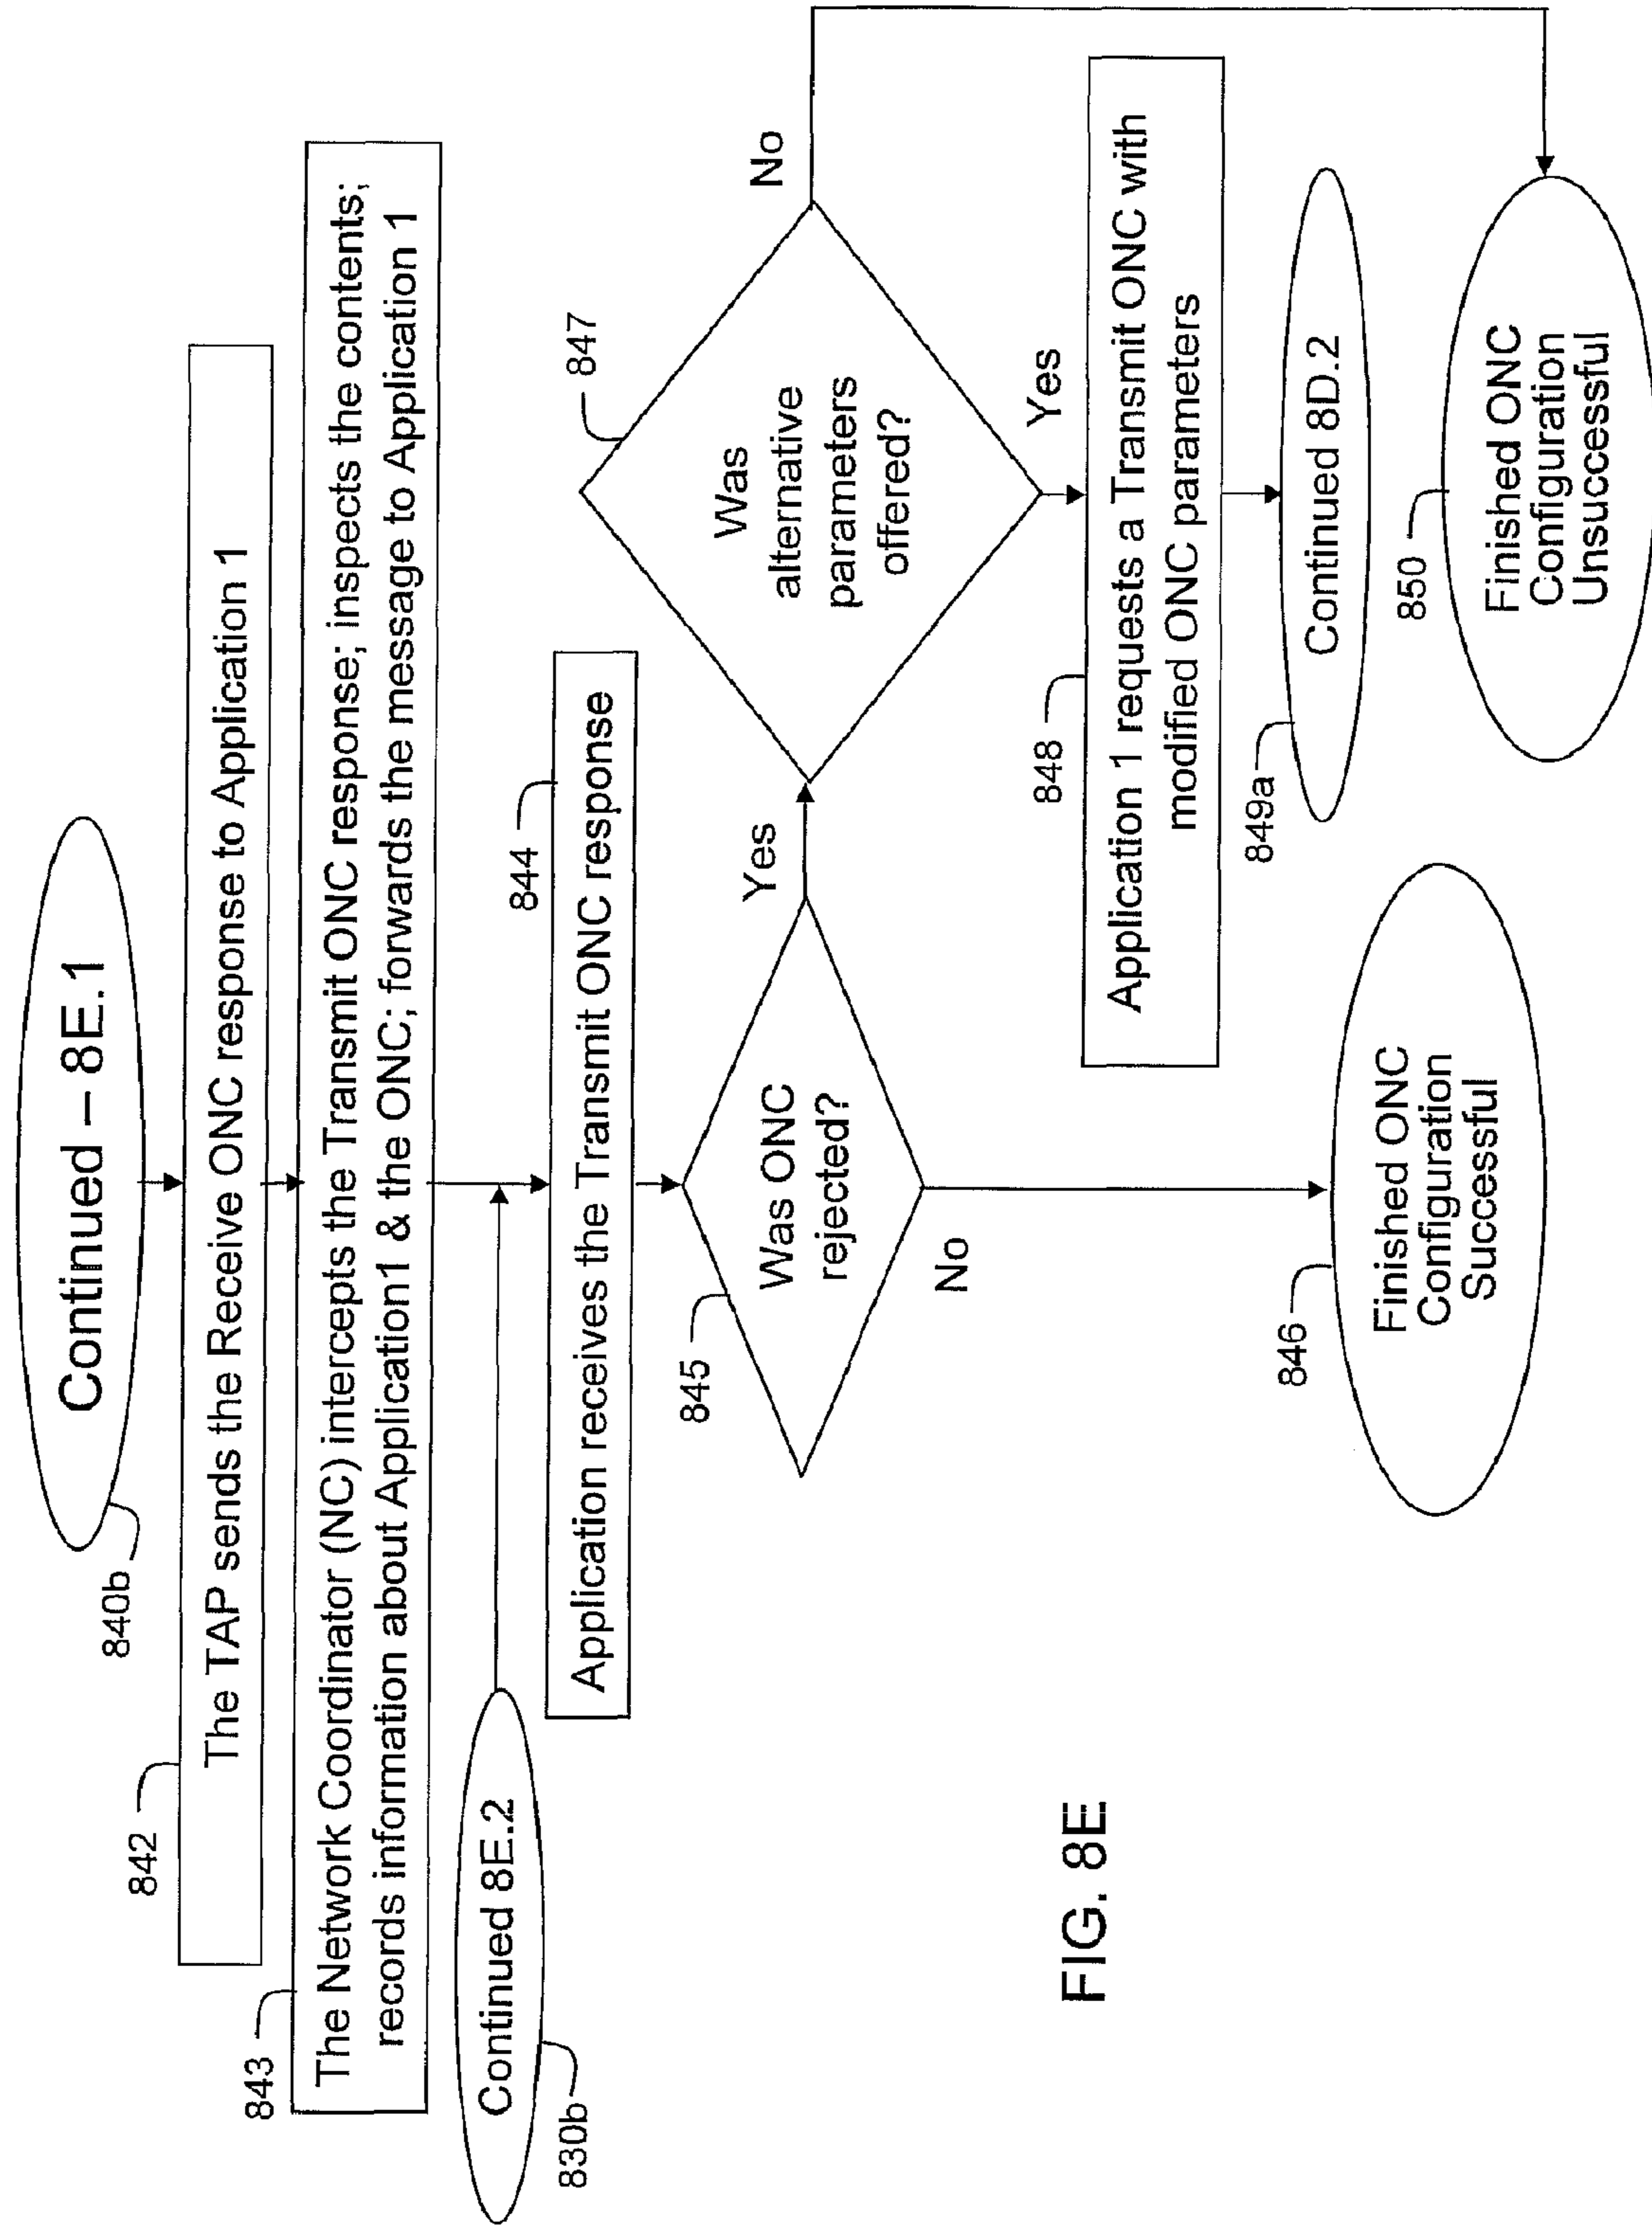 Continued – 8E.1
840b
842
The TAP sends the Receive ONC response to Application 1
843
The Network Coordinator (NC) intercepts the Transmit ONC response; inspects the contents;
records information about Application1 & the ONC; forwards the message to Application 1
Continued 8E.2
830b
844
Application receives the Transmit ONC response
845
Was ONC
rejected?
Yes
No
847
Was
alternative
parameters
offered?
No
Yes
848
Application 1 requests a Transmit ONC with
modified ONC parameters
849a
Continued 8D.2
846
Finished ONC
Configuration
Successful
850
Finished ONC
Configuration
Unsuccessful
FIG. 8E